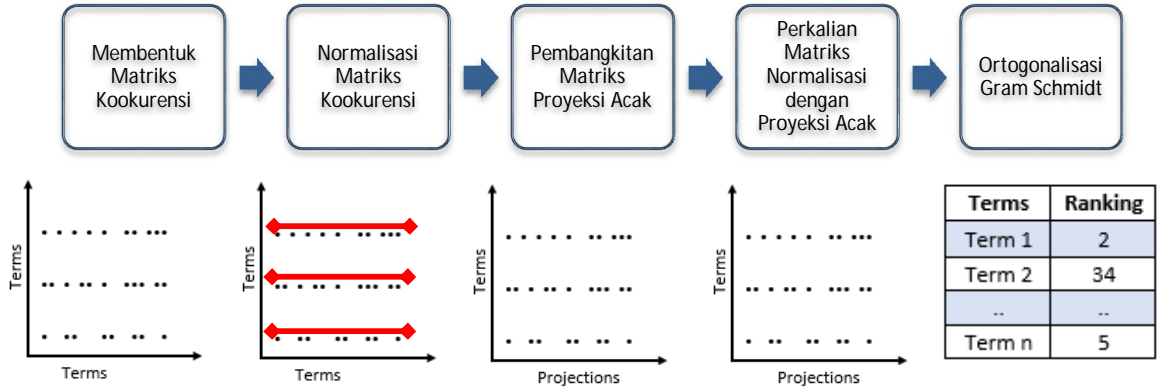 Membentuk
Matriks
Kookurensi
Normalisasi
Matriks
Kookurensi
Pembangkitan
Matriks
Proyeksi Acak
Perkalian
Matriks
Normalisasi
dengan
Proyeksi Acak
Ortogonalisasi
Gram Schmidt
Terms
Terms
Terms
Terms
Terms
Projections
Terms
Projections
Terms Ranking
Term 1 2
Term 2 34
.. ..
Term n 5